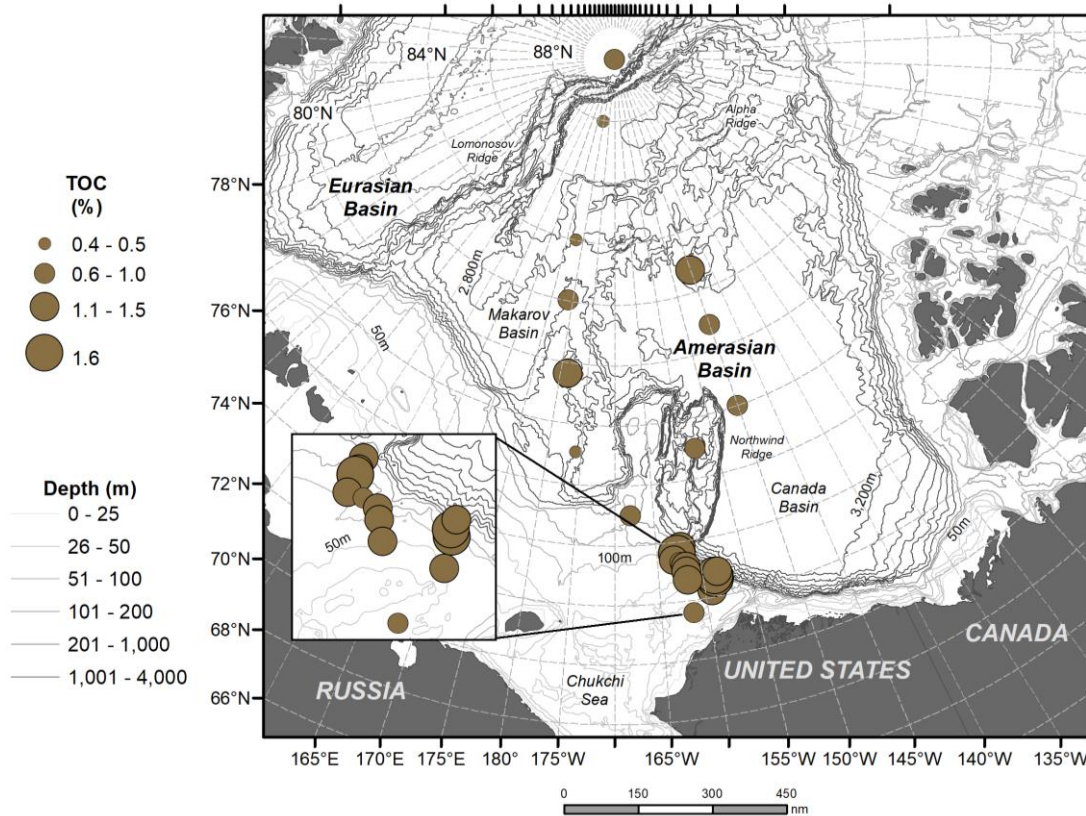 84°N
88°N
80°N
Alpha
Ridge
Lomonosov
Ridge
TOC
(%)
0.4 - 0.5
0.6 - 1.0
1.1 - 1.5
1.6
78°N
76°N
74°N
72°N
70°N
68°N
66°N
Eurasian
Basin
2,800m
50m
Makarov
Basin
Amerasian
Basin
Northwind
Ridge
Canada
Basin
3,200m
50m
50m
100m
Depth (m)
0 - 25
26 - 50
51 - 100
101 - 200
201 - 1,000
1,001 - 4,000
RUSSIA
Chukchi
Sea
UNITED STATES
CANADA
165°E
170°E
175°E
175°W
165°W
155°W
150°W
145°W
140°W
135°W
0
150
300
450
nm